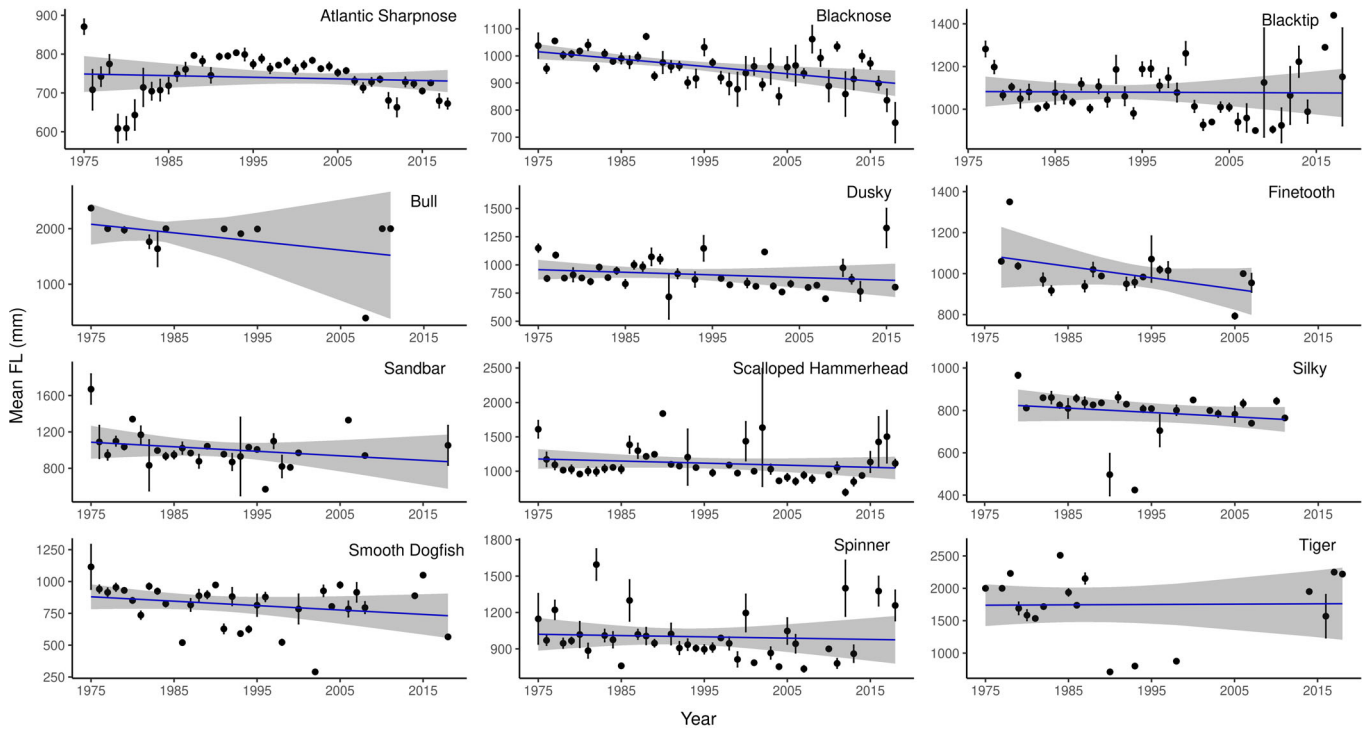 Atlantic Sharpnose
900
800
700
600
1975 1985 1995 2005 2015
Blacknose
1100
1000
900
800
700
1975 1985 1995 2005 2015
Blacktip
1400
1200
1000
1975 1985 1995 2005 2015
Bull
2000
1000
1975 1985 1995 2005 2015
Dusky
1500
1250
1000
750
500
1975 1985 1995 2005 2015
Finetooth
1400
1200
1000
800
1975 1985 1995 2005 2015
Mean FL (mm)
Sandbar
1600
1200
800
1975 1985 1995 2005 2015
Scalloped Hammerhead
2500
2000
1500
1000
1975 1985 1995 2005 2015
Silky
1000
800
600
400
1975 1985 1995 2005 2015
Smooth Dogfish
1250
1000
750
500
250
1975 1985 1995 2005 2015
Spinner
1800
1500
1200
900
1975 1985 1995 2005 2015
Tiger
2500
2000
1500
1000
1975 1985 1995 2005 2015
Year